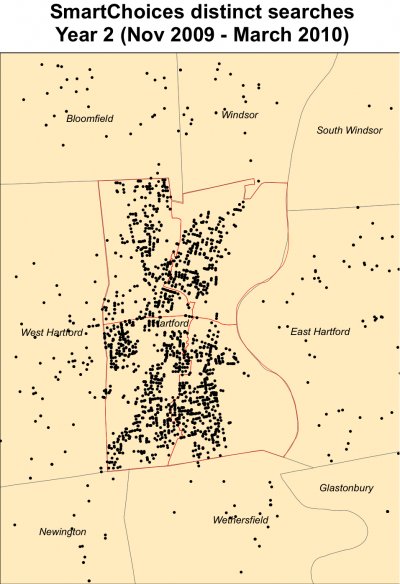 SmartChoices distinct searches
Year 2 (Nov 2009 - March 2010)
Bloomfield
Windsor
South Windsor
West Hartford
Hartford
East Hartford
Glastonbury
Newington
Wethersfield